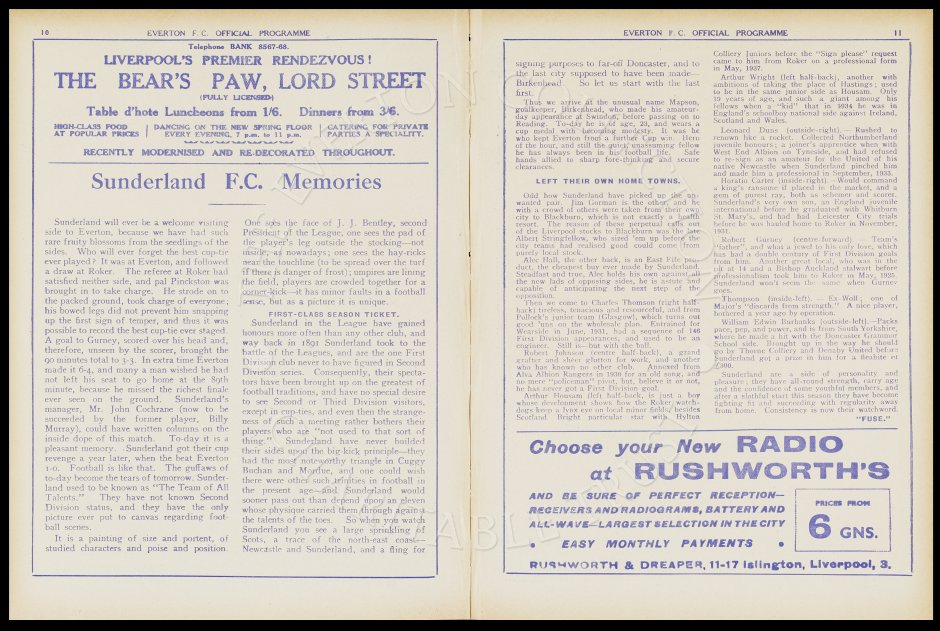 10
EVERTON F. C. OFFICIAL PROGRAMME
Telephone BANK 8567-68.
LIVERPOOL'S PREMIER RENDEZVOUS!
THE BEAR'S PAW, LORD STREET
(FULLY LICENSED)
Table d'hote Luncheons from 1/6. Dinners from 3/6.
HIGH-CLASS FOOD
AT POPULAR PRICES
DANCING ON THE NEW SPRING FLOOR
EVERY EVENING, 7 p.m. to 11 p.m.
CATERING FOR PRIVATE
PARTIES A SPECIALITY.
RECENTLY MODERNISED AND RE-DECORATED THROUGHOUT.
Sunderland F.C. Memories
Sunderland will ever be a welcome visiting
side to Everton, because we have had such
rare fruity blossoms from the seedlings of the
sides. Who will ever forget the best cup-tie
ever played? It was at Everton, and followed
a draw at Roker. The referee at Roker had
satisfied neither side, and pal Pinckston was
brought in to take charge. He strode on to
the packed ground, took charge of everyone;
his bowed legs did not prevent him snapping
up the first sign of temper, and thus it was
possible to record the best cup-tie ever staged.
A goal to Gurney, scored over his head and,
therefore, unseen by the scorer, brought the
90 minutes total to 3-3. In extra time Everton
made it 6-4, and many a man wished he had
not left his seat to go home at the 89th
minute, because he missed the richest finale
ever seen on the ground. Sunderland's
manager, Mr. John Cochrane (now to be
succeeded by the former player, Billy
Murray), could have written columns on the
inside dope of this match. To-day it is a
pleasant memory. Sunderland got their cup
revenge a year later, when the beat Everton
1-0. Football is like that. The guffaws of
to-day become the tears of tomorrow. Sunder-
land used to be known as "The Team of All
Talents." They have not known Second
Division status, and they have the only
picture ever put to canvas regarding foot-
ball scenes.
It is a painting of size and portent, of
studied characters and poise and position.
One sees the face of J. J. Bentley, second
President of the League; one sees the pad of
the player's leg outside the stocking—not
inside, as nowadays; one sees the hay-ricks
near the touchline (to be spread over the turf
if there is danger of frost); umpires are lining
the field, players are crowded together for a
corner-kick—it has minor faults in a football
sense, but as a picture it is unique.
FIRST-CLASS SEASON TICKET.
Sunderland in the League have gained
honours more often than any other club, and
way back in 1891 Sunderland took to the
battle of the Leagues, and are the one First
Division club never to have figured in Second
Division series. Consequently, their specta-
tors have been brought up on the greatest of
football traditions, and have no special desire
to see Second or Third Division visitors,
except in cup-ties, and even then the strange-
ness of such a meeting rather bothers their
players who are "not used to that sort of
thing." Sunderland have never builded
their sides upon the big-kick principle—they
had the most noteworthy triangle in Cuggy
Buchan and Mordue, and one could wish
there were other such trinities in football in
the present age—and Sunderland would
sooner pass out than depend upon an eleven
whose physique carried them through against
the talents of the toes. So when you watch
Sunderland you see a large sprinkling of
Scots, a trace of the north-east coast—
Newcastle and Sunderland, and a fling for
EVERTON F. C. OFFICIAL PROGRAMME
11
signing purposes to far-off Doncaster, and to
the last city supposed to have been made—
Birkenhead. So let us start with the last
first.
Thus we arrive at the unusual name Mapson,
goalkeeper, Birkenhead, who made his amateur-
day appearance at Swindon, before passing on to
Reading. To-day he is of age, 21, and wears a
cup medal with becoming modesty. It was he
who kept Everton from a further Cup win. Hero
of the hour, and still the quick, unassuming fellow
he has always been in his football life. Safe
hands allied to sharp fore-thinking and secure
clearances.
LEFT THEIR OWN HOME TOWNS.
Odd how Sunderland have picked up the un-
wanted pair. Jim Gorman is the other, and he
with a crowd of others were taken from their own
city to Blackburn, which is not exactly a health
resort. The reason of these perpetual calls out
of the Liverpool stocks to Blackburn was the late
Albert Stringfellow, who sized 'em up before the
city teams had realised good could come from
purely local stock.
Alec Hall, the other back, is an East Fife pro-
duct, the cheapest buy ever made by Sunderland.
Steadfast and true, Alec holds his own against all
the new lads of opposing sides, he is astute and
capable of anticipating the next step of the
opposition.
Then we come to Charles Thomson (right half-
back) tireless, tenacious and resourceful, and from
Pollock's junior team (Glasgow), which turns out
good 'uns on the wholesale plan. Entrained for
Wearside in June, 1931, had a sequence of 146
First Division appearances, and used to be an
engineer. Still is—but with the ball.
Robert Johnson (centre half-back), a grand
grafter and sheer glutton for work, and another
who has known no other club. Annexed from
Alva Albion Rangers in 1930 for an old song, and
no mere "policeman" pivot, but, believe it or not,
he has never got a First Division goal.
Arthur Housam (left half-back), is just a boy
whose development shows how the Roker watch-
dogs keep a lynx eye on local minor fields, besides
Scotland Bright particular star with Hylton
Colliery Juniors before the "Sign please" request
came to him from Roker on a professional form
in May, 1937.
Arthur Wright (left half-back), another with
ambitions of taking the place of Hastings; used
to be in the same junior side as Housam. Only
19 years of age, and such a giant among his
fellows when a "kid" that in 1934 he was in
England's schoolboy national side against Ireland,
Scotland and Wales.
Leonard Duns (outside-right).— Rushed to
renown like a rocket. Collected Northumberland
juvenile honours; a joiner's apprentice when with
West End Albion on Tyneside, and had refused
to re-sign as an amateur for the United of his
native Newcastle when Sunderland pinched him
and made him a professional in September, 1933.
Horatio Carter (inside-right).— Would command
a king's ransome if placed in the market, and a
gem of purest ray, both as schemer and scorer.
Sunderland's very own son, an England juvenile
international before he graduated with Whitburn
St. Mary's, and had had Leicester City trials
before he was handed home to Roker in November,
1931.
Robert Gurney (centre-forward) — Team's
"father", and what a jewel to his only love, which
has had a double century of First Division goals
from him. Another great local, who was in the
pit at 14 and a Bishop Auckland stalwart before
professionalism took him to Roker in May, 1925.
Sunderland won't seem the same when Gurney
goes.
Thompson (inside-left). Ex-Woll; one of
Major's "discards from strength." A nice player,
bothered a year ago by operation.
William Edwin Burbanks (outside-left).—Packs
pace, pep, and power, and is from South Yorkshire,
where he made a hit with the Doncaster Grammar
School side. Brought up in the way he should
go by Thorne Colliery and Denaby United before
Sunderland got a prize in him for a flexible rate
£300.
Sunderland are a side of personality and
pleasure; they have all-round strength, carry age
and the confidence of some youthful members, and
after a slothful start this season they have become
fighting fit and succeeding with regularity away
from home. Consistency is now their watchword.
"FUSE."
Choose your New RADIO
at RUSHWORTH'S
AND BE SURE OF PERFECT RECEPTION—
RECEIVERS AND RADIOGRAMS, BATTERY AND
ALL-WAVE—LARGEST SELECTION IN THE CITY
• EASY MONTHLY PAYMENTS •
PRICES FROM
6 GNS.
RUSHWORTH & DREAPER, 11-17 Islington, Liverpool, 3.